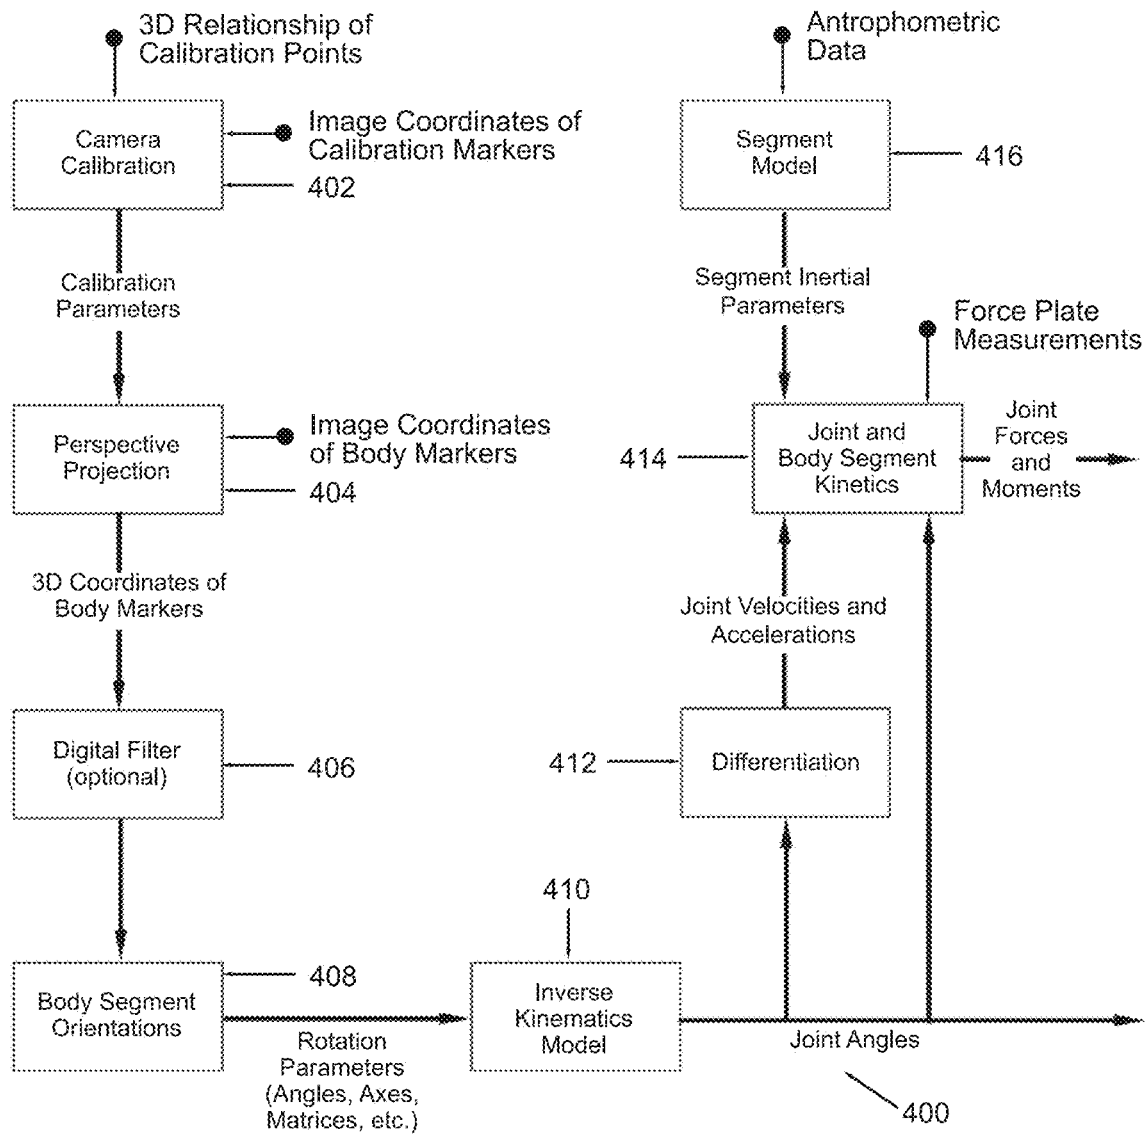 3D Relationship of
Calibration Points
Antrophometric
Data
Camera
Calibration
Image Coordinates of
Calibration Markers
402
Segment
Model
416
Calibration
Parameters
Segment Inertial
Parameters
Force Plate
Measurements
Perspective
Projection
Image Coordinates
of Body Markers
404
414
Joint and
Body Segment
Kinetics
Joint
Forces
and
Moments
3D Coordinates of
Body Markers
Joint Velocities and
Accelerations
Digital Filter
(optional)
406
412
Differentiation
410
Body Segment
Orientations
408
Rotation
Parameters
(Angles, Axes,
Matrices, etc.)
Inverse
Kinematics
Model
Joint Angles
400